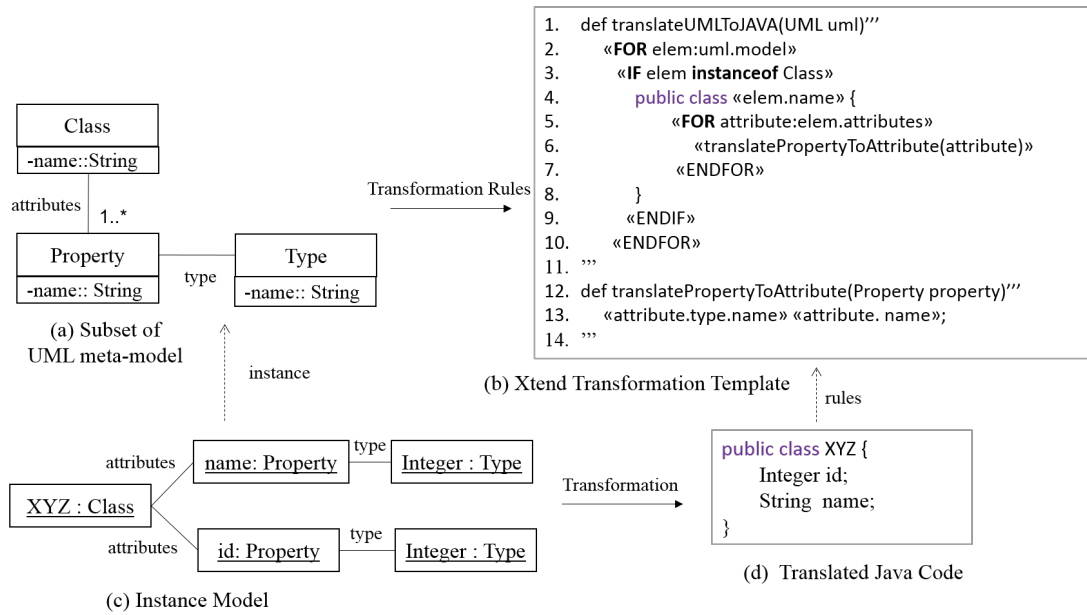 Class
-name::String
attributes
1..*
Property
-name:: String
type
Type
-name:: String
(a) Subset of
UML meta-model
Transformation Rules
1. def translateUMLToJAVA(UML uml)’’’
2. «FOR elem:uml.model»
3. «IF elem instanceof Class»
4. public class «elem.name» {
5. «FOR attribute:elem.attributes»
6. «translatePropertyToAttribute(attribute)»
7. «ENDFOR»
8. }
9. «ENDIF»
10. «ENDFOR»
11. ’’’
12. def translatePropertyToAttribute(Property property)’’’
13. «attribute.type.name» «attribute. name»;
14. ’’’
(b) Xtend Transformation Template
instance
rules
attributes
name: Property
type
Integer : Type
XYZ : Class
attributes
id: Property
type
Integer : Type
(c) Instance Model
Transformation
public class XYZ {
Integer id;
String name;
}
(d) Translated Java Code